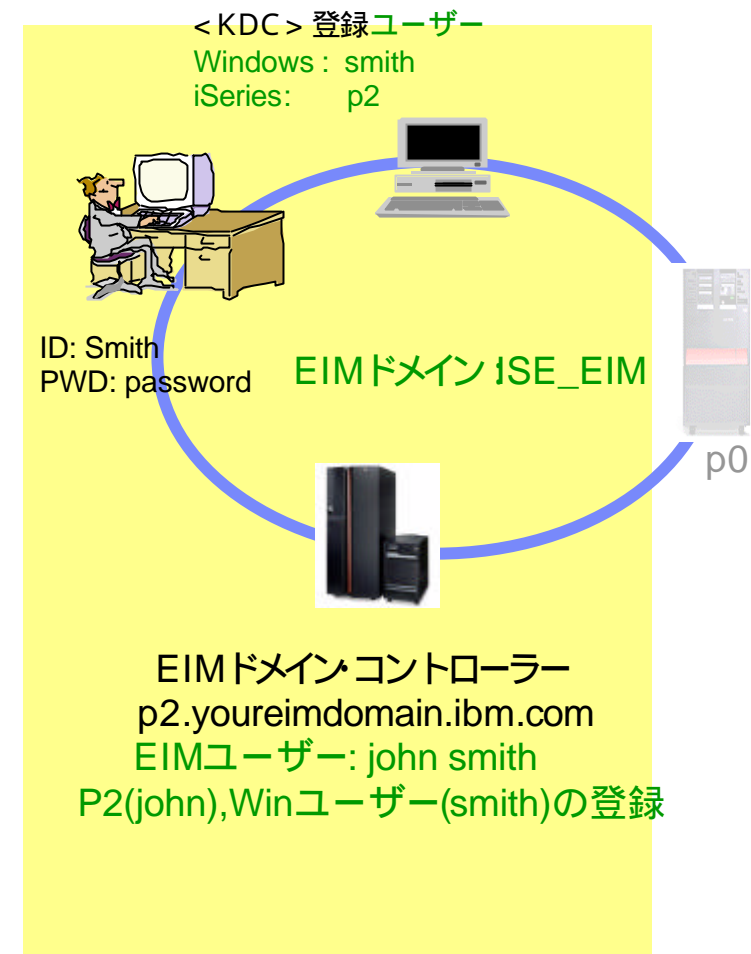 <KDC> 登録ユーザー
Windows : smith
iSeries: p2
ID: Smith
PWD: password
EIMドメイン :ISE_EIM
p0
EIMドメイン・コントローラー
p2.youreimdomain.ibm.com
EIMユーザー: john smith
P2(john),Winユーザー(smith)の登録